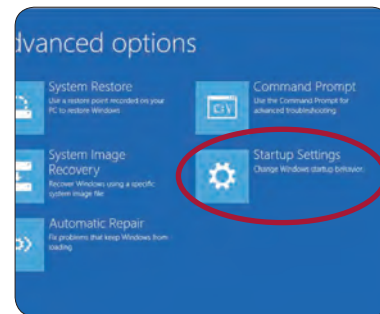 dvanced options
System Restore
Use a restore point recorded on your
PC to restore Windows
System Image
Recovery
Recover Windows using a specific
system image file
Automatic Repair
Fix problems that keep Windows from
loading
Command Prompt
Use the Command Prompt for
advanced troubleshooting
C:\
Startup Settings
Change Windows startup behavior